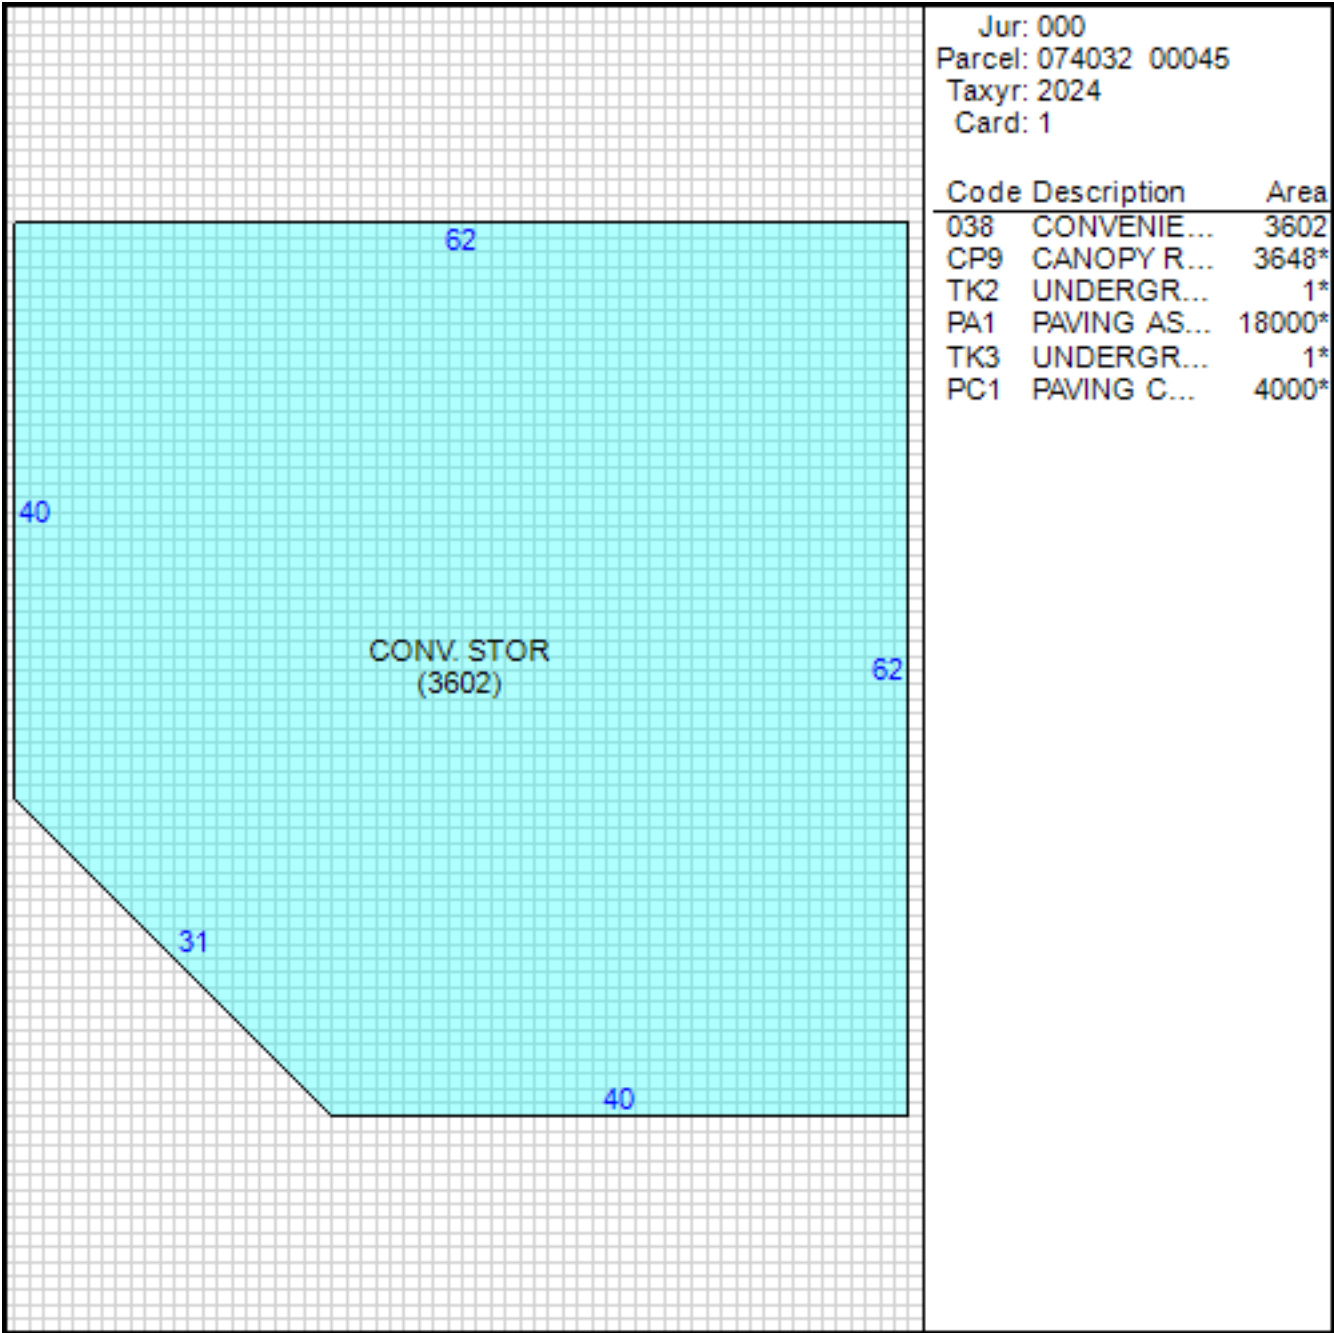 Jur: 000
Parcel: 074032 00045
Taxyr: 2024
Card: 1
Code Description Area
038 CONVENIE... 3602
CP9 CANOPY R... 3648*
TK2 UNDERGR... 1*
PA1 PAVING AS... 18000*
TK3 UNDERGR... 1*
PC1 PAVING C... 4000*
62
40
CONV. STOR
(3602)
62
31
40